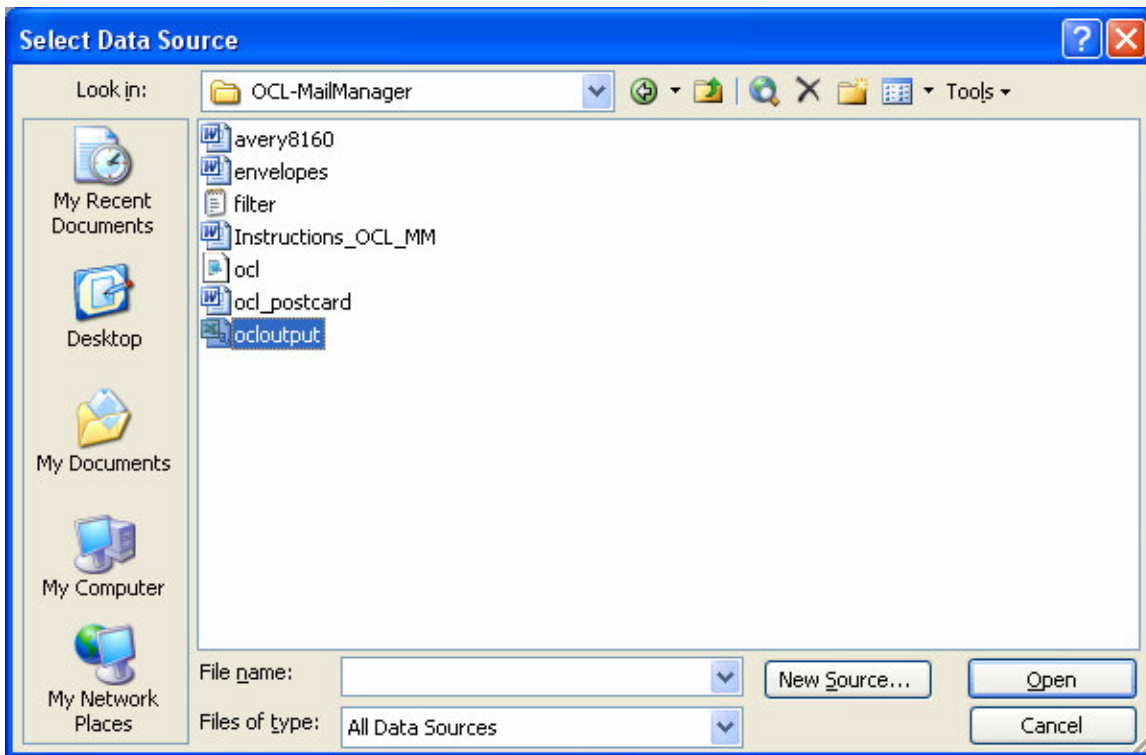 Select Data Source
Look in:
OCL-MailManager
Tools
My Recent
Documents
Desktop
My Documents
My Computer
My Network
Places
avery8160
envelopes
filter
Instructions_OCL_MM
ocl
ocl_postcard
ocloutput
File name:
New Source...
Open
Files of type:
All Data Sources
Cancel